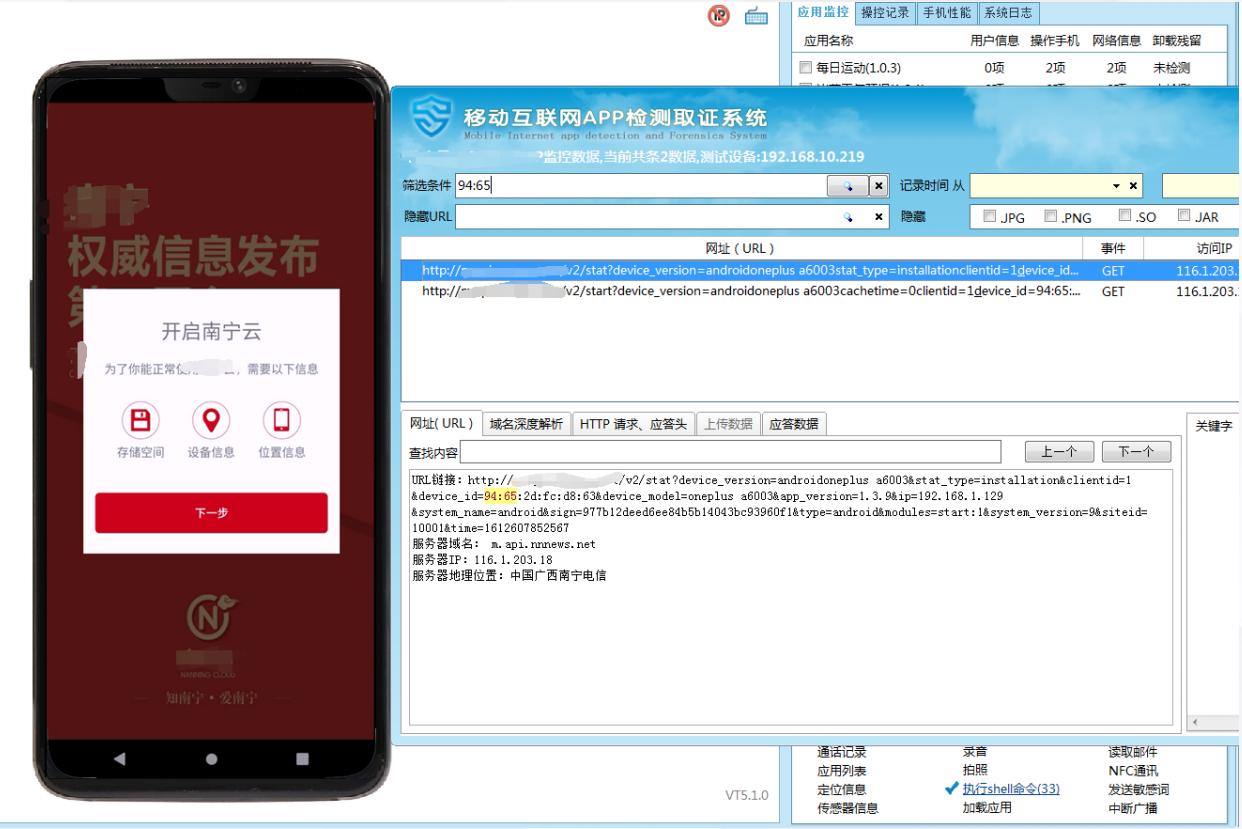 应用监控 操控记录 手机性能 系统日志
应用名称 用户信息 操作手机 网络信息 卸载残留
每日运动(1.0.3) 0项 2项 2项 未检测
移动互联网APP检测取证系统
Mobile Internet app detection and Forensics System
P监控数据,当前共条2数据,测试设备:192.168.10.219
筛选条件 94:65 记录时间 从
隐藏URL 隐藏 .JPG .PNG .SO .JAR
网址 ( URL ) 事件 访问IP
http:// /v2/stat?device_version=androidoneplus a6003stat_type=installationclientid=1device_id... GET 116.1.203.
http:// /v2/start?device_version=androidoneplus a6003cachetime=0clientid=1device_id=94:65:... GET 116.1.203.
网址( URL ) 域名深度解析 HTTP 请求、应答头 上传数据 应答数据 关键字
查找内容 上一个 下一个
URL链接: http:// /v2/stat?device_version=androidoneplus a6003&stat_type=installation&clientid=1
&device_id=94:65:2d:fc:d8:63&device_model=oneplus a6003&app_version=1.3.9&ip=192.168.1.129
&system_name=android&sign=977b12deed6ee84b5b14043bc93960f1&type=android&modules=start:1&system_version=9&siteid=
10001&time=1612607852567
服务器域名: m.api.nnnews.net
服务器IP: 116.1.203.18
服务器地理位置: 中国广西南宁电信
通话记录 录音 读取邮件
应用列表 拍照 NFC通讯
定位信息 执行shell命令(33) 发送敏感词
传感器信息 加载应用 中断广播
VT5.1.0
权威信息发布
第
开启南宁云
为了你能正常使 ,需要以下信息
存储空间 设备信息 位置信息
下一步
NANNING CLOUD
知南宁·爱南宁